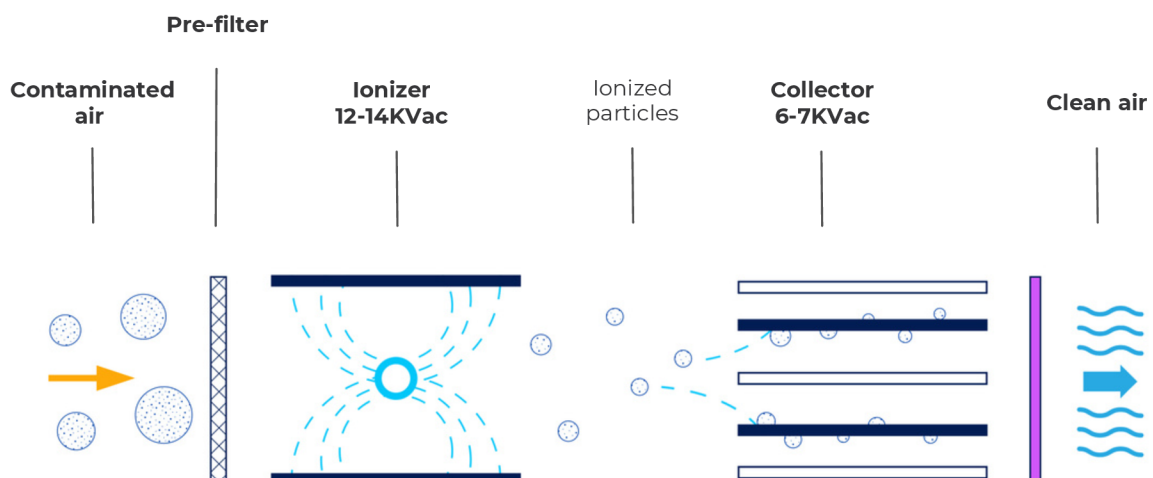 Pre-filter
Contaminated
air
Ionizer
12-14KVac
Ionized
particles
Collector
6-7KVac
Clean air